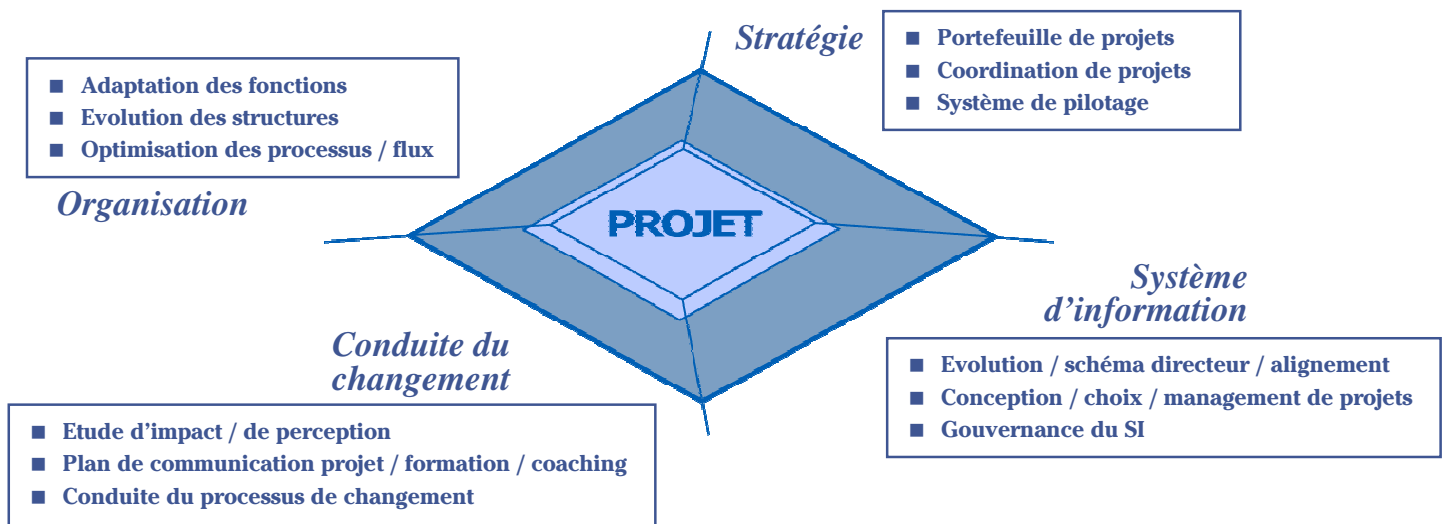 Stratégie
■ Portefeuille de projets
■ Coordination de projets
■ Système de pilotage
■ Adaptation des fonctions
■ Evolution des structures
■ Optimisation des processus / flux
Organisation
PROJET
Système
d’information
■ Evolution / schéma directeur / alignement
■ Conception / choix / management de projets
■ Gouvernance du SI
Conduite du
changement
■ Etude d’impact / de perception
■ Plan de communication projet / formation / coaching
■ Conduite du processus de changement